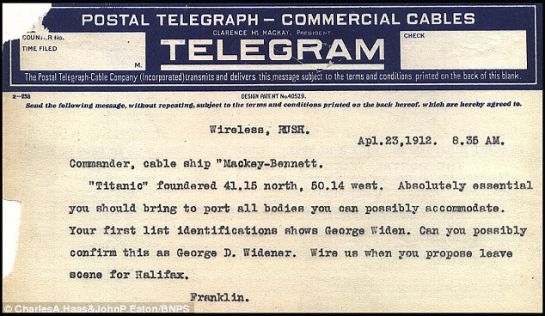 POSTAL TELEGRAPH – COMMERCIAL CABLES
CLARENCE H. MACKAY, PRESIDENT.
COUNTER No.
TIME FILED
M.
TELEGRAM
CHECK
The Postal Telegraph-Cable Company (Incorporated) transmits and delivers this message subject to the terms and conditions printed on the back of this blank.
2—238
DESIGN PATENT No. 40529.
Send the following message, without repeating, subject to the terms and conditions printed on the back hereof, which are hereby agreed to.
Wireless, RUSH.
Apl.23,1912. 8.35 AM.
Commander, cable ship "Mackey-Bennett.
"Titanic" foundered 41.15 north, 50.14 west. Absolutely essential
you should bring to port all bodies you can possibly accommodate.
Your first list identifications shows George Widen. Can you possibly
confirm this as George D. Widener. Wire us when you propose leave
scene for Halifax.
Franklin.
© CharlesA Haas&JohnP Eaton/BNPS